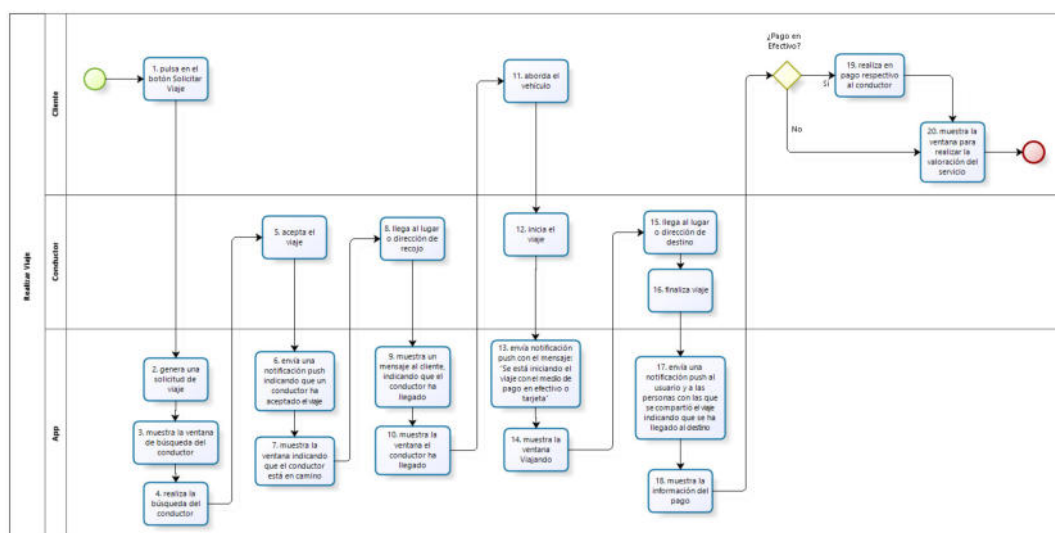 Realizar Viaje
Cliente
1. pulsa en el
botón Solicitar
Viaje
11. aborda el
vehículo
¿Pago en
Efectivo?
Sí
No
19. realiza en
pago respectivo
al conductor
20. muestra la
ventana para
realizar la
valoración del
servicio
Conductor
5. acepta el
viaje
8. llega al lugar
o dirección de
recojo
12. inicia el
viaje
15. llega al lugar
o dirección de
destino
16. finaliza viaje
App
2. genera una
solicitud de
viaje
3. muestra la ventana
de búsqueda del
conductor
4. realiza la
búsqueda del
conductor
6. envía una
notificación push
indicando que un
conductor ha
aceptado el viaje
7. muestra la
ventana indicando
que el conductor
está en camino
9. muestra un
mensaje al cliente,
indicando que el
conductor ha
llegado
10. muestra la
ventana el
conductor ha
llegado
13. envía notificación
push con el mensaje:
"Se está iniciando el
viaje con el medio de
pago en efectivo o
tarjeta"
14. muestra la
ventana Viajando
17. envía una
notificación push al
usuario y a las
personas con las que
se compartió el viaje
indicando que se ha
llegado al destino
18. muestra la
información del
pago